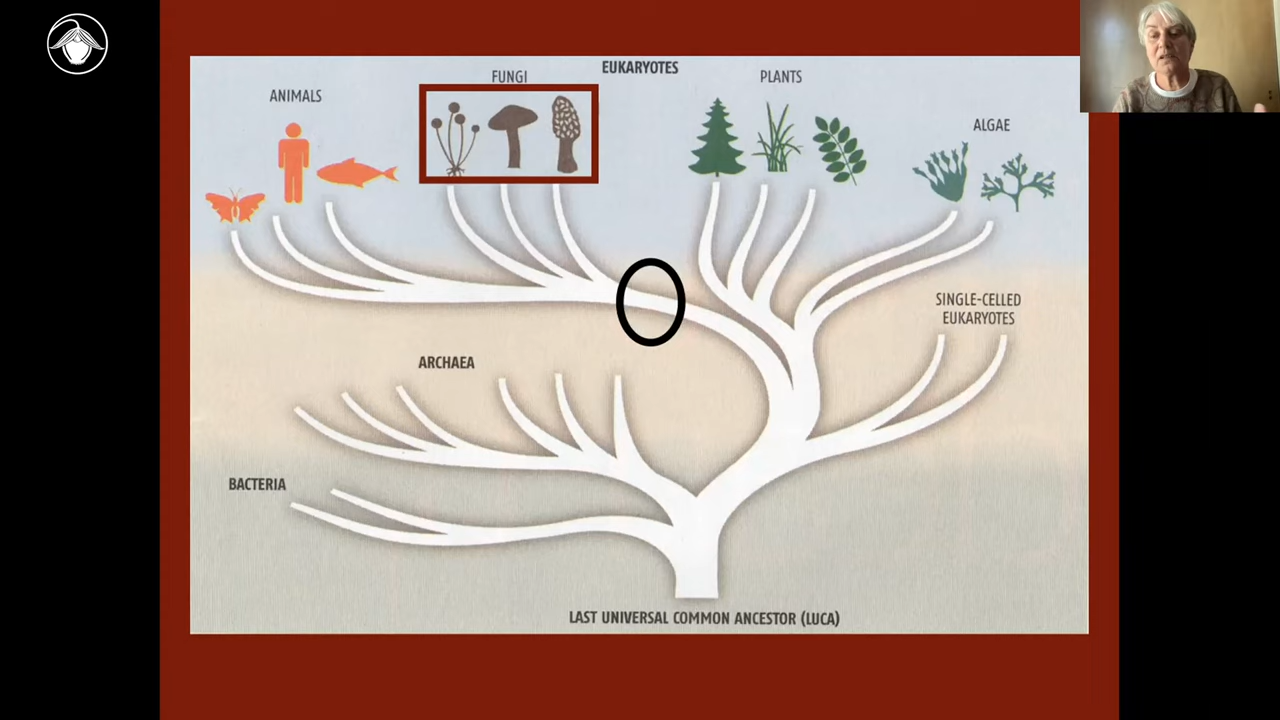 EUKARYOTES
FUNGI
PLANTS
ANIMALS
ALGAE
SINGLE-CELLED
EUKARYOTES
ARCHAEA
BACTERIA
LAST UNIVERSAL COMMON ANCESTOR (LUCA)